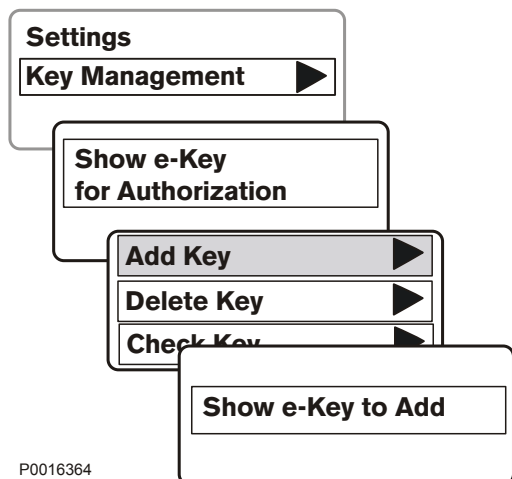 Settings
Key Management
Show e-Key
for Authorization
Add Key
Delete Key
Check Key
Show e-Key to Add
P0016364